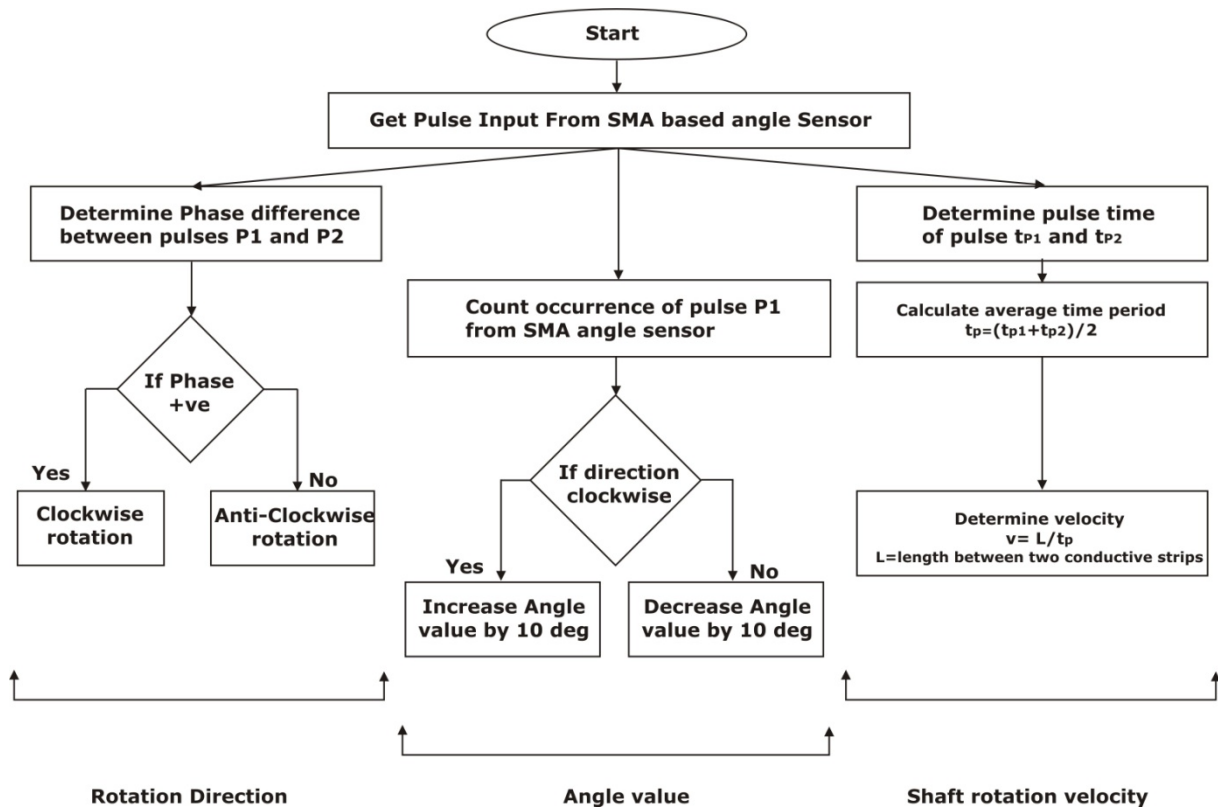 Start
Get Pulse Input From SMA based angle Sensor
Determine Phase difference
between pulses P1 and P2
If Phase
+ve
Yes
No
Clockwise
rotation
Anti-Clockwise
rotation
Count occurrence of pulse P1
from SMA angle sensor
If direction
clockwise
Yes
No
Increase Angle
value by 10 deg
Decrease Angle
value by 10 deg
Determine pulse time
of pulse tP1 and tP2
Calculate average time period
tp=(tp1+tp2)/2
Determine velocity
v= L/tp
L=length between two conductive strips
Rotation Direction
Angle value
Shaft rotation velocity